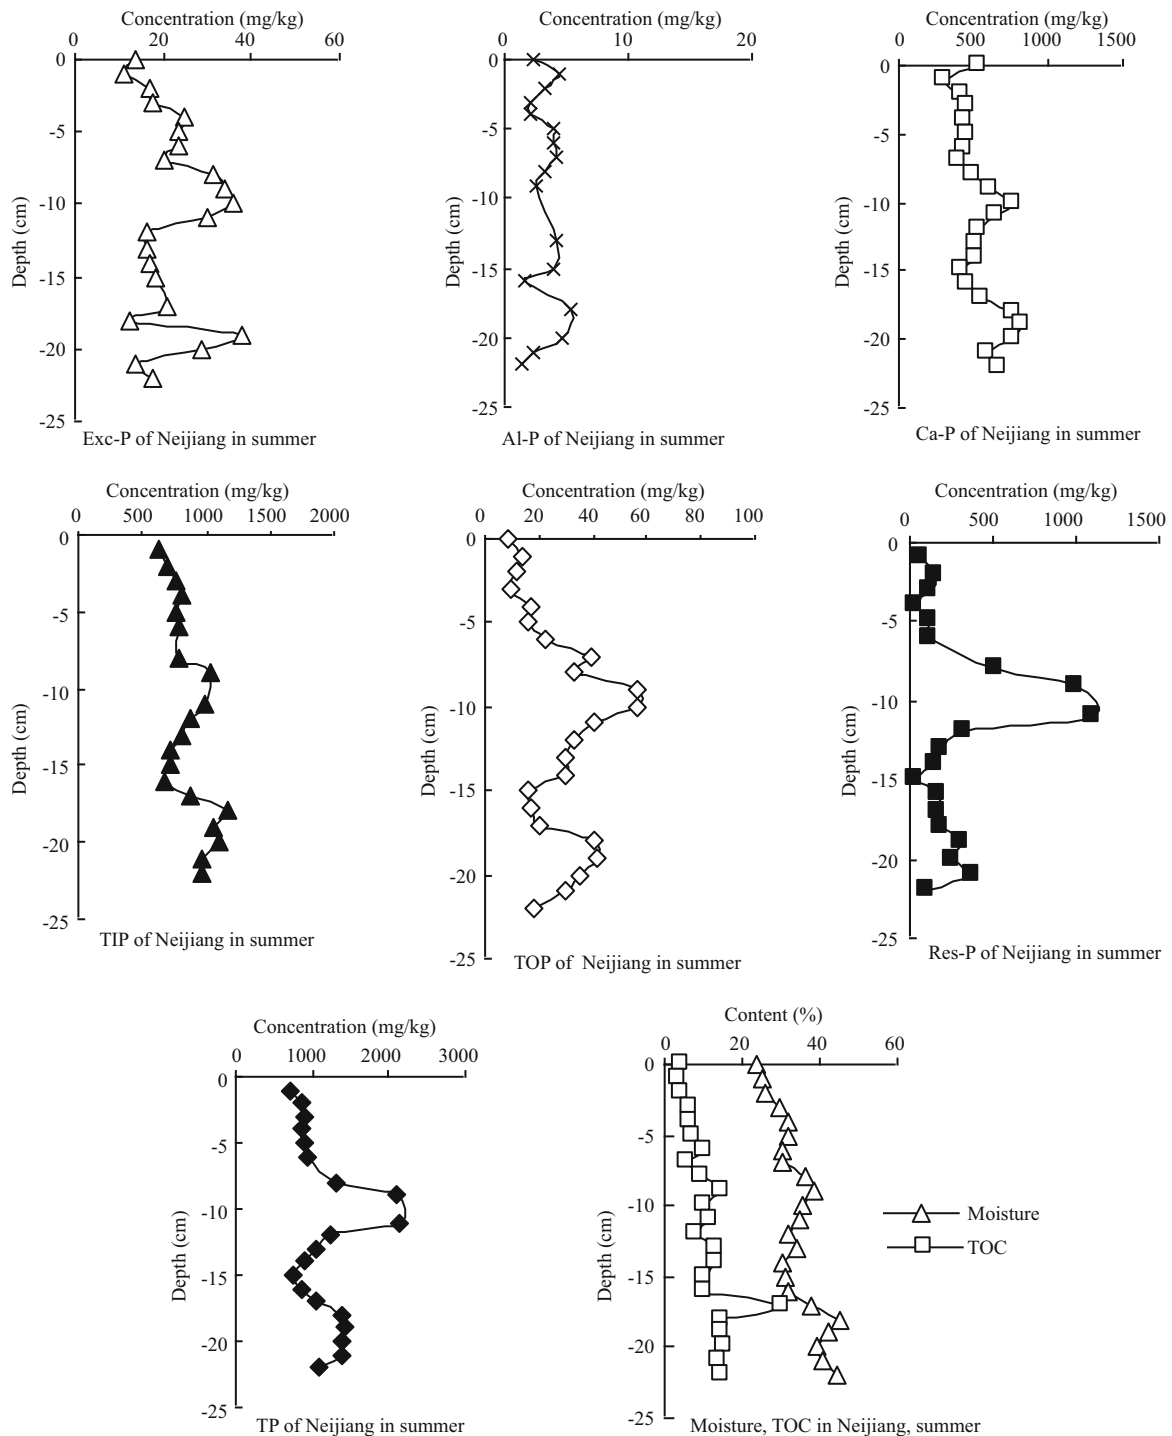 Concentration (mg/kg)
0 20 40 60
0
-5
-10
-15
-20
-25
Depth (cm)
Exc-P of Neijiang in summer
Concentration (mg/kg)
0 10 20
0
-5
-10
-15
-20
-25
Depth (cm)
Al-P of Neijiang in summer
Concentration (mg/kg)
0 500 1000 1500
0
-5
-10
-15
-20
-25
Depth (cm)
Ca-P of Neijiang in summer
Concentration (mg/kg)
0 500 1000 1500 2000
0
-5
-10
-15
-20
-25
Depth (cm)
TIP of Neijiang in summer
Concentration (mg/kg)
0 20 40 60 80 100
0
-5
-10
-15
-20
-25
Depth (cm)
TOP of Neijiang in summer
Concentration (mg/kg)
0 500 1000 1500
0
-5
-10
-15
-20
-25
Depth (cm)
Res-P of Neijiang in summer
Concentration (mg/kg)
0 1000 2000 3000
0
-5
-10
-15
-20
-25
Depth (cm)
TP of Neijiang in summer
Content (%)
0 20 40 60
0
-5
-10
-15
-20
-25
Depth (cm)
Moisture
TOC
Moisture, TOC in Neijiang, summer